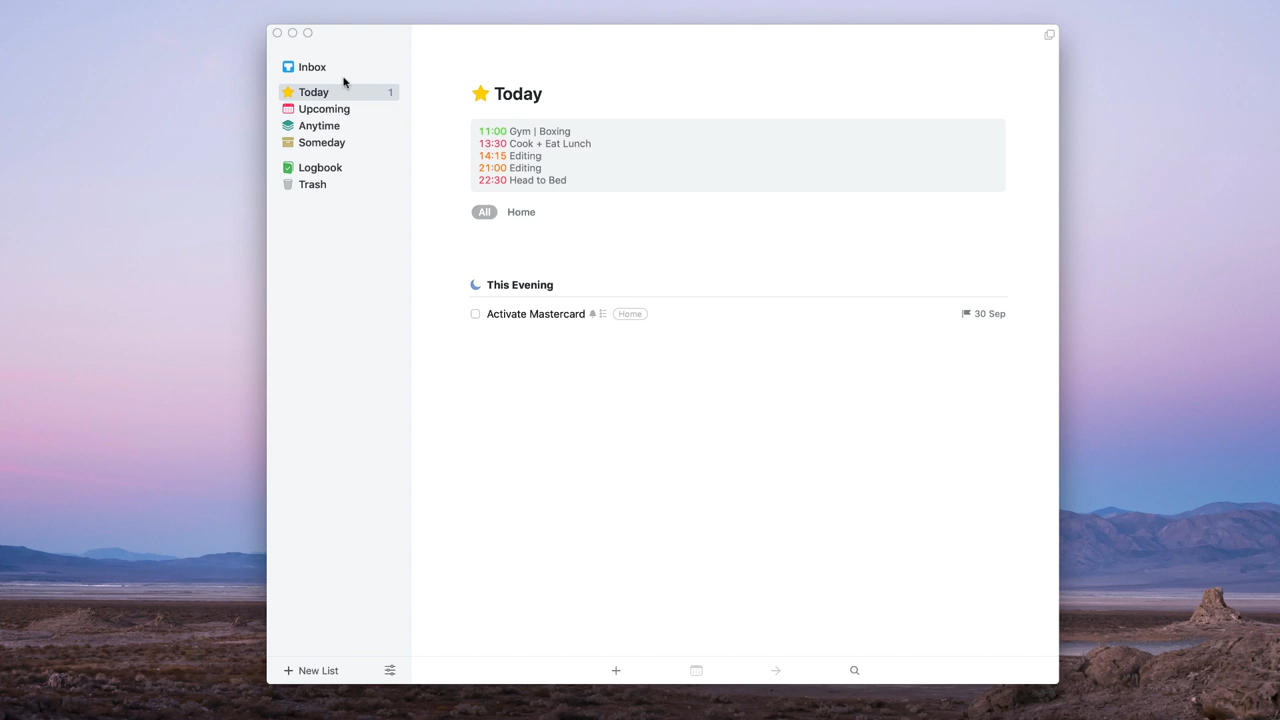 Inbox
Today 1
Upcoming
Anytime
Someday
Logbook
Trash
New List
Today
11:00 Gym | Boxing
13:30 Cook + Eat Lunch
14:15 Editing
21:00 Editing
22:30 Head to Bed
All Home
This Evening
Activate Mastercard Home 30 Sep